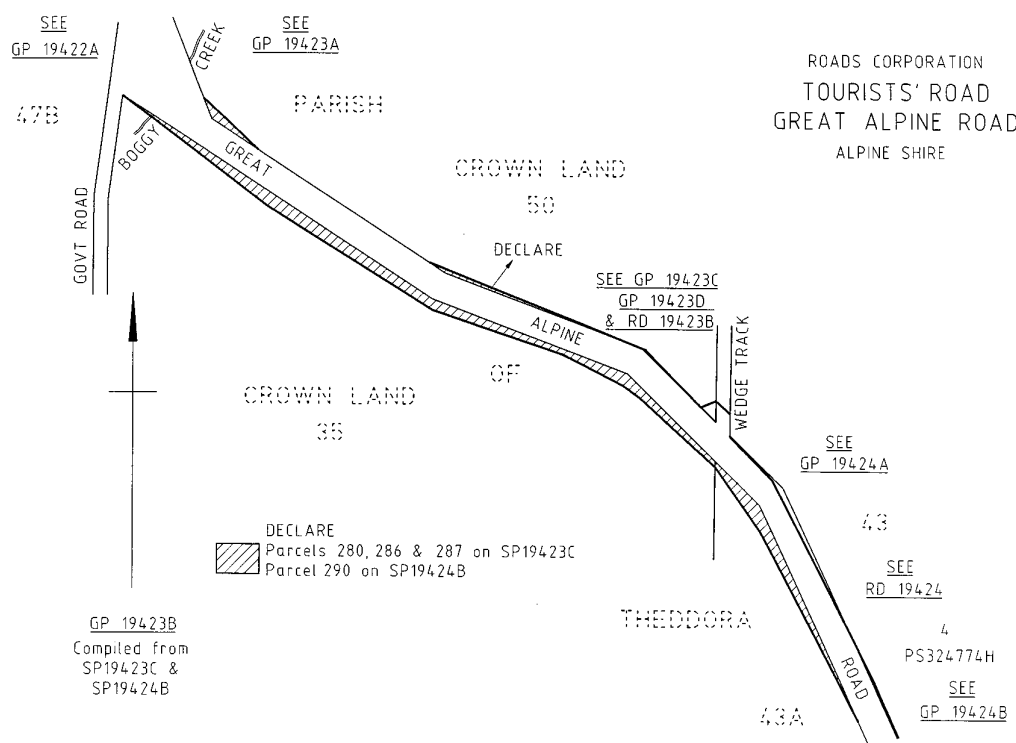 SEE
GP 19422A
SEE
GP 19423A
CREEK
ROADS CORPORATION
TOURISTS' ROAD
GREAT ALPINE ROAD
ALPINE SHIRE
47B
PARISH
BOGGY
GREAT
CROWN LAND
50
GOVT ROAD
DECLARE
SEE GP 19423C
GP 19423D
& RD 19423B
ALPINE
WEDGE TRACK
OF
CROWN LAND
35
SEE
GP 19424A
43
DECLARE
Parcels 280, 286 & 287 on SP19423C
Parcel 290 on SP19424B
SEE
RD 19424
THEDDORA
4
PS324774H
GP 19423B
Compiled from
SP19423C &
SP19424B
ROAD
SEE
GP 19424B
43A